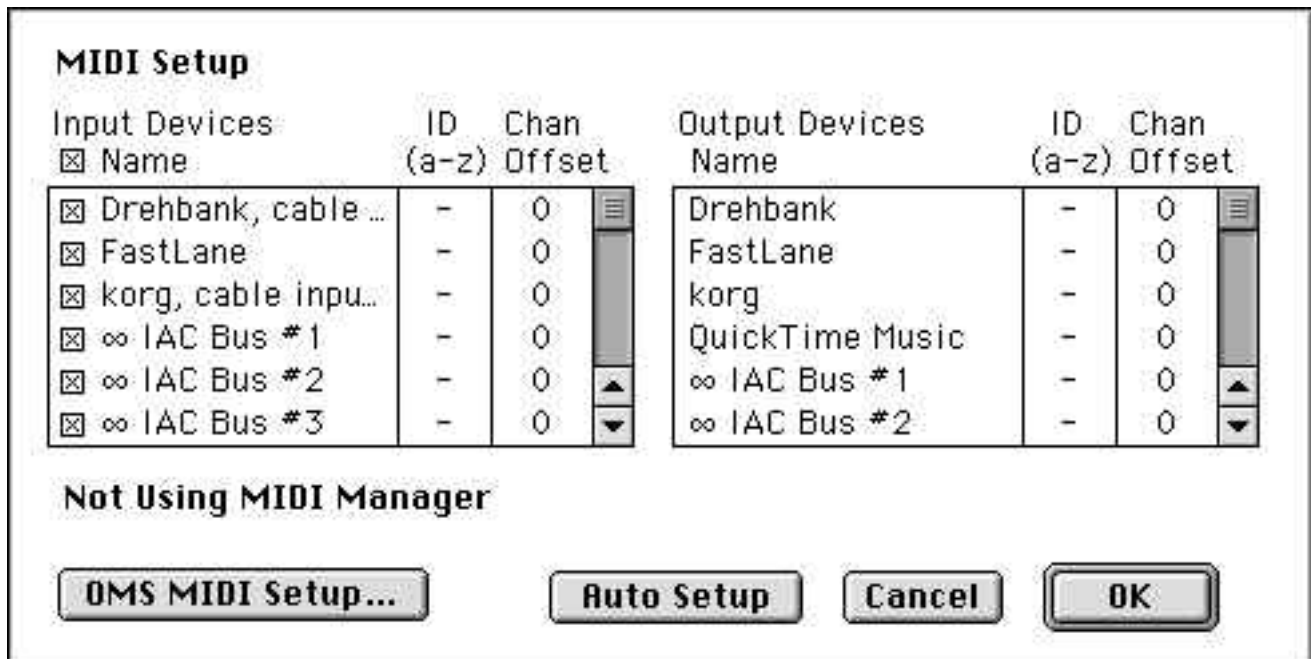 MIDI Setup
Input Devices ID Chan Output Devices ID Chan
☒ Name (a-z) Offset Name (a-z) Offset
☒ Drehbank, cable ... - 0 Drehbank - 0
☒ FastLane - 0 FastLane - 0
☒ korg, cable inpu... - 0 korg - 0
☒ ∞ IAC Bus #1 - 0 QuickTime Music - 0
☒ ∞ IAC Bus #2 - 0 ∞ IAC Bus #1 - 0
☒ ∞ IAC Bus #3 - 0 ∞ IAC Bus #2 - 0
Not Using MIDI Manager
OMS MIDI Setup... Auto Setup Cancel OK